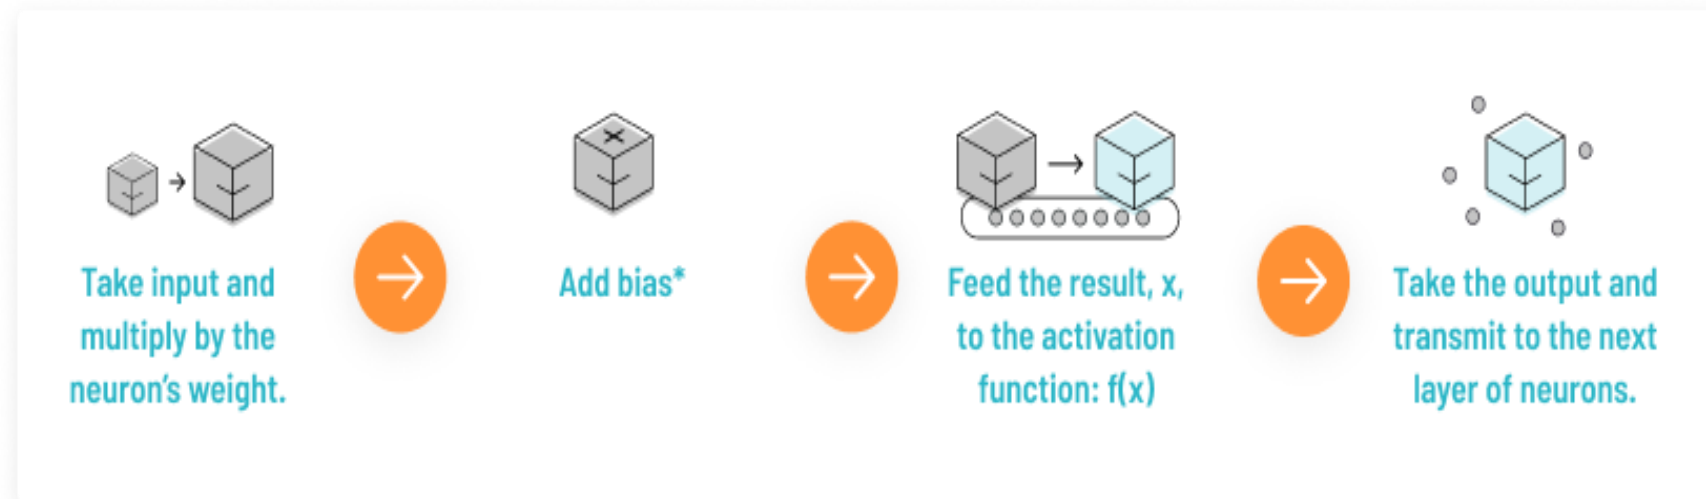 Take input and
multiply by the
neuron's weight.
Add bias*
Feed the result, x,
to the activation
function: f(x)
Take the output and
transmit to the next
layer of neurons.